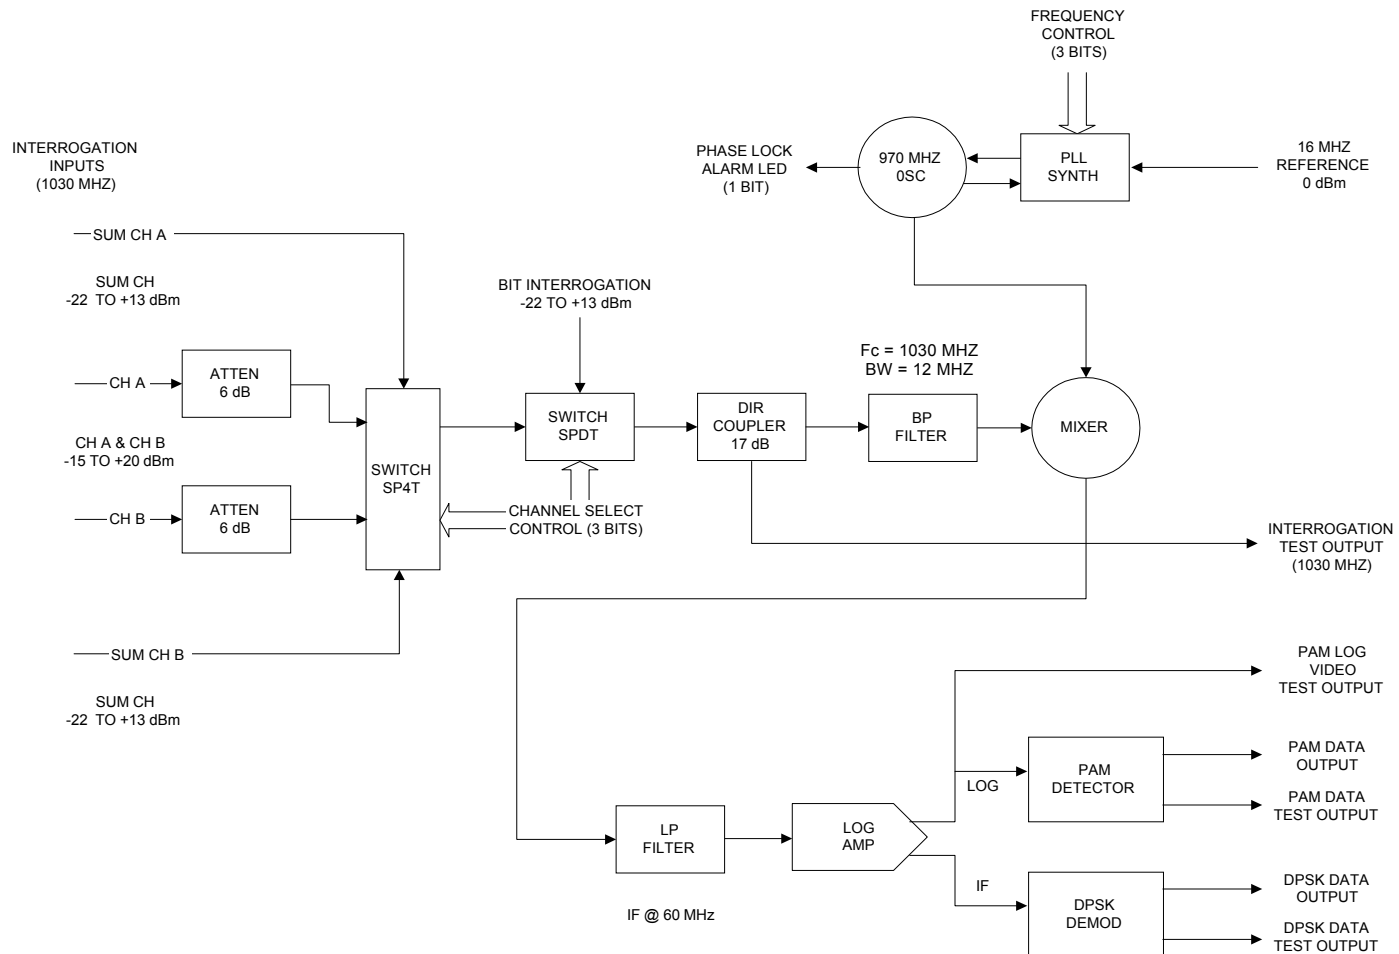 FREQUENCY
CONTROL
(3 BITS)
INTERROGATION
INPUTS
(1030 MHZ)
PHASE LOCK
ALARM LED
(1 BIT)
970 MHZ
0SC
PLL
SYNTH
16 MHZ
REFERENCE
0 dBm
SUM CH A
SUM CH
-22 TO +13 dBm
BIT INTERROGATION
-22 TO +13 dBm
Fc = 1030 MHZ
BW = 12 MHZ
CH A
ATTEN
6 dB
CH A & CH B
-15 TO +20 dBm
SWITCH
SP4T
SWITCH
SPDT
DIR
COUPLER
17 dB
BP
FILTER
MIXER
CH B
ATTEN
6 dB
CHANNEL SELECT
CONTROL (3 BITS)
INTERROGATION
TEST OUTPUT
(1030 MHZ)
SUM CH B
SUM CH
-22 TO +13 dBm
PAM LOG
VIDEO
TEST OUTPUT
LOG
PAM
DETECTOR
PAM DATA
OUTPUT
PAM DATA
TEST OUTPUT
LP
FILTER
LOG
AMP
IF @ 60 MHz
IF
DPSK
DEMOD
DPSK DATA
OUTPUT
DPSK DATA
TEST OUTPUT